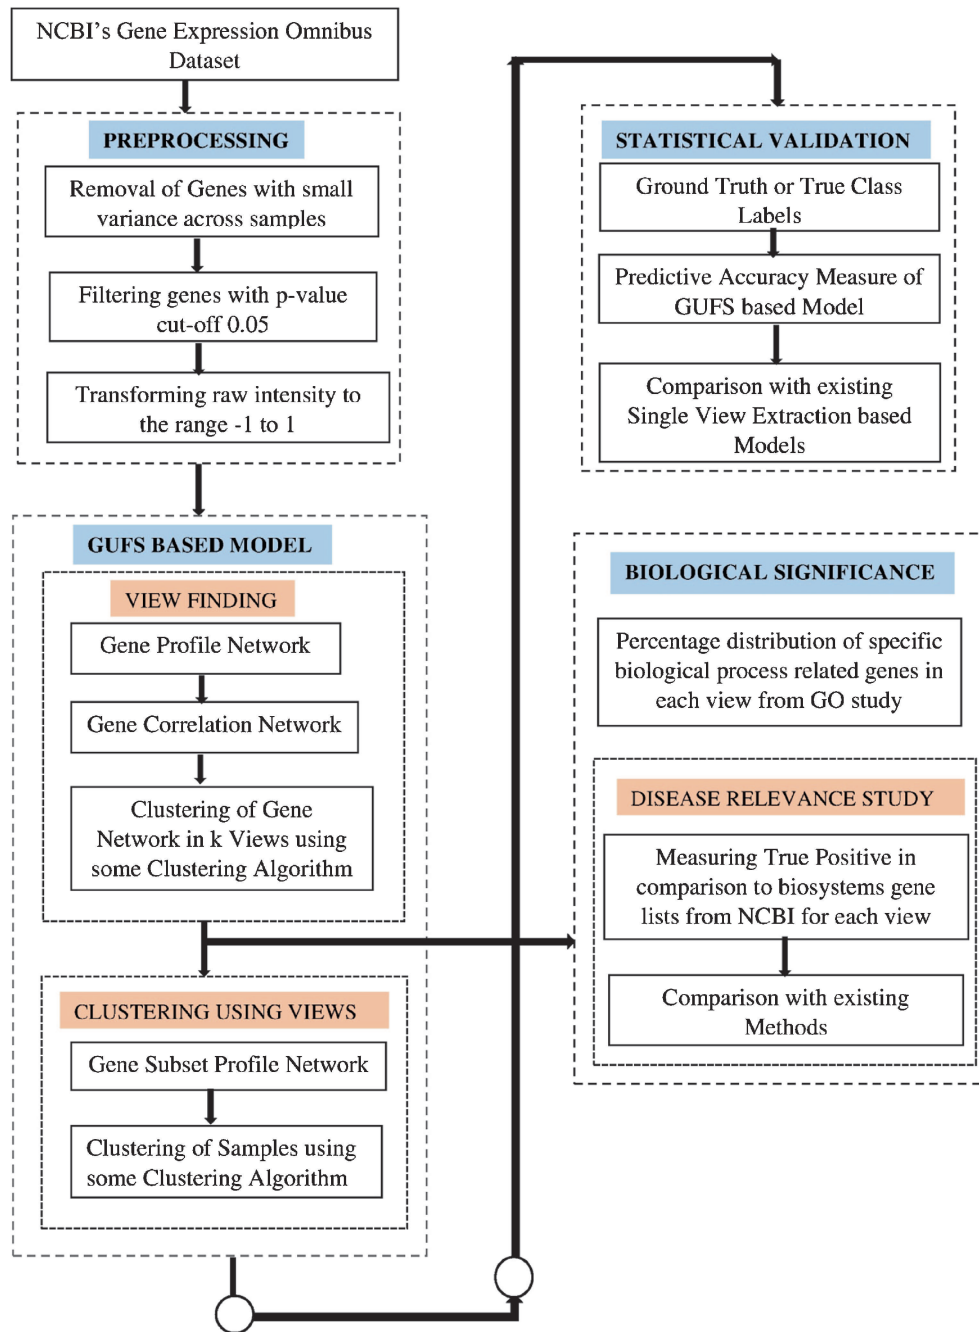 NCBI's Gene Expression Omnibus
Dataset
PREPROCESSING
Removal of Genes with small
variance across samples
Filtering genes with p-value
cut-off 0.05
Transforming raw intensity to
the range -1 to 1
GUFS BASED MODEL
VIEW FINDING
Gene Profile Network
Gene Correlation Network
Clustering of Gene
Network in k Views using
some Clustering Algorithm
CLUSTERING USING VIEWS
Gene Subset Profile Network
Clustering of Samples using
some Clustering Algorithm
STATISTICAL VALIDATION
Ground Truth or True Class
Labels
Predictive Accuracy Measure of
GUFS based Model
Comparison with existing
Single View Extraction based
Models
BIOLOGICAL SIGNIFICANCE
Percentage distribution of specific
biological process related genes in
each view from GO study
DISEASE RELEVANCE STUDY
Measuring True Positive in
comparison to biosystems gene
lists from NCBI for each view
Comparison with existing
Methods